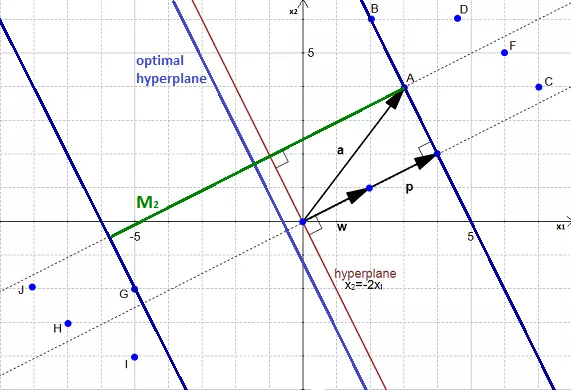 x2
B
D
5
F
optimal
hyperplane
A
C
a
M2
p
w
-5
5
x1
hyperplane
x2=-2x1
J
G
H
I